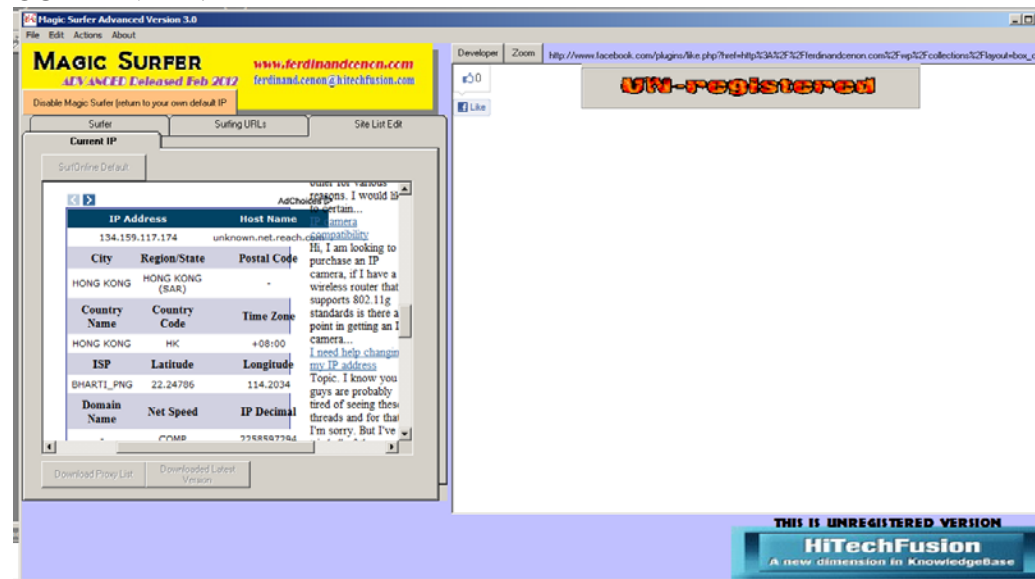 Magic Surfer Advanced Version 3.0
File Edit Actions About
MAGIC SURFER
www.ferdinandcenon.com
ADVANCED Released Feb 2012
ferdinand.cenon@hitechfusion.com
Disable Magic Surfer [return to your own default IP
Surfer Surfing URLs Site List Edit
Current IP
SurfOnline Default
AdChoices
IP Address Host Name
134.159.117.174 unknown.net.reach.com
City Region/State Postal Code
HONG KONG HONG KONG (SAR) -
Country Name Country Code Time Zone
HONG KONG HK +08:00
ISP Latitude Longitude
BHARTI_PNG 22.24786 114.2034
Domain Name Net Speed IP Decimal
- COMP 2258597294
other for various
reasons. I would
to certain...
IP camera
compatibility
Hi, I am looking to
purchase an IP
camera, if I have a
wireless router that
supports 802.11g
standards is there a
point in getting an I
camera...
I need help changin
my IP address
Topic. I know you
guys are probably
tired of seeing these
threads and for that
I'm sorry. But I've
Download Proxy List Downloaded Latest Version
Developer Zoom http://www.facebook.com/plugins/like.php?href=http%3A%2F%2Fferdinandcenon.com%2Fwp%2Fcollections%2Flayout=box_c
0
Like
UN-registered
THIS IS UNREGISTERED VERSION
HiTechFusion
A new dimension in KnowledgeBase